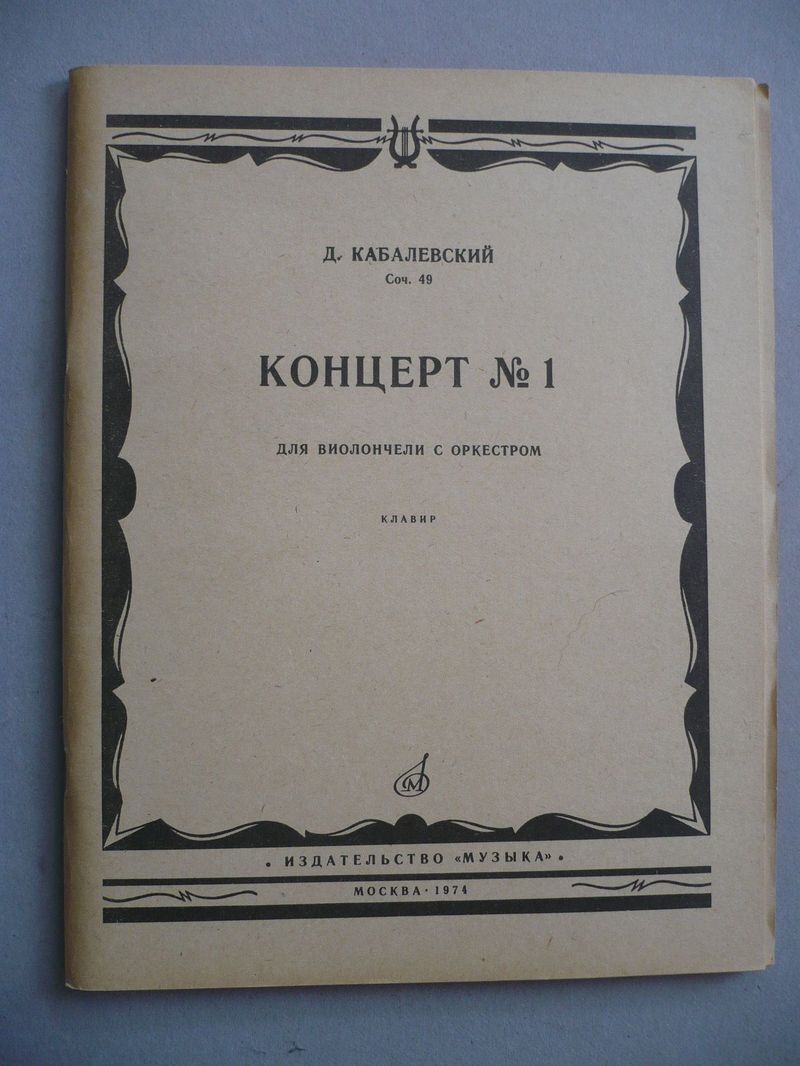 Д. КАБАЛЕВСКИЙ
Соч. 49
КОНЦЕРТ № 1
ДЛЯ ВИОЛОНЧЕЛИ С ОРКЕСТРОМ
КЛАВИР
М
• ИЗДАТЕЛЬСТВО «МУЗЫКА» •
МОСКВА · 1974